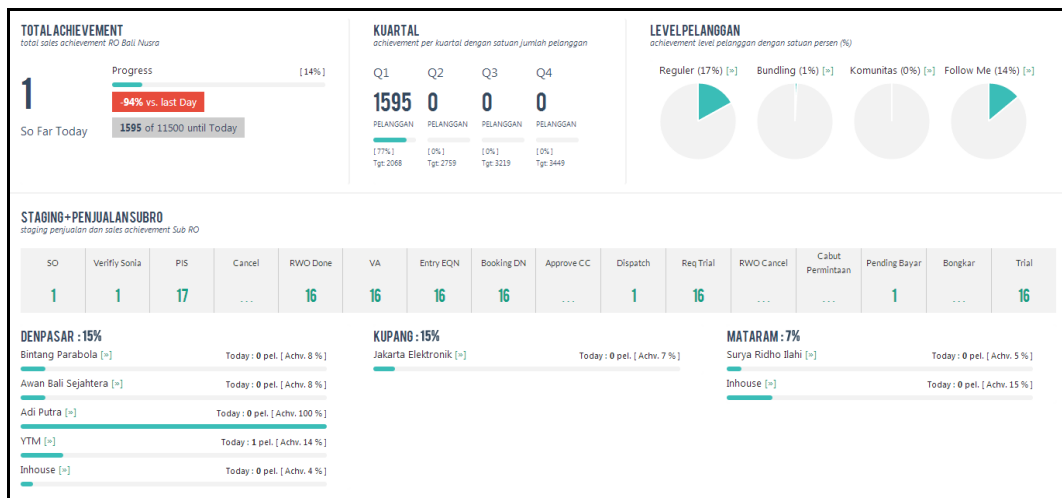 TOTAL ACHIEVEMENT
total sales achievement RO Bali Nusra
1
So Far Today
Progress [14%]
-94% vs. last Day
1595 of 11500 until Today
KUARTAL
achievement per kuartal dengan satuan jumlah pelanggan
Q1 Q2 Q3 Q4
1595 0 0 0
PELANGGAN PELANGGAN PELANGGAN PELANGGAN
[77%] [0%] [0%] [0%]
Tgt: 2068 Tgt: 2759 Tgt: 3219 Tgt: 3449
LEVEL PELANGGAN
achievement level pelanggan dengan satuan persen (%)
Reguler (17%) [»] Bundling (1%) [»] Komunitas (0%) [»] Follow Me (14%) [»]
STAGING + PENJUALAN SUBRO
staging penjualan dan sales achievement Sub RO
SO Verifiy Sonia PIS Cancel RWO Done VA Entry EQN Booking DN Approve CC Dispatch Req Trial RWO Cancel Cabut Permintaan Pending Bayar Bongkar Trial
1 1 17 ... 16 16 16 16 ... 1 16 ... ... 1 ... 16
DENPASAR : 15%
Bintang Parabola [»] Today : 0 pel. [ Achv. 8 % ]
Awan Bali Sejahtera [»] Today : 0 pel. [ Achv. 8 % ]
Adi Putra [»] Today : 0 pel. [ Achv. 100 % ]
YTM [»] Today : 1 pel. [ Achv. 14 % ]
Inhouse [»] Today : 0 pel. [ Achv. 4 % ]
KUPANG : 15%
Jakarta Elektronik [»] Today : 0 pel. [ Achv. 7 % ]
MATARAM : 7%
Surya Ridho Ilahi [»] Today : 0 pel. [ Achv. 5 % ]
Inhouse [»] Today : 0 pel. [ Achv. 15 % ]